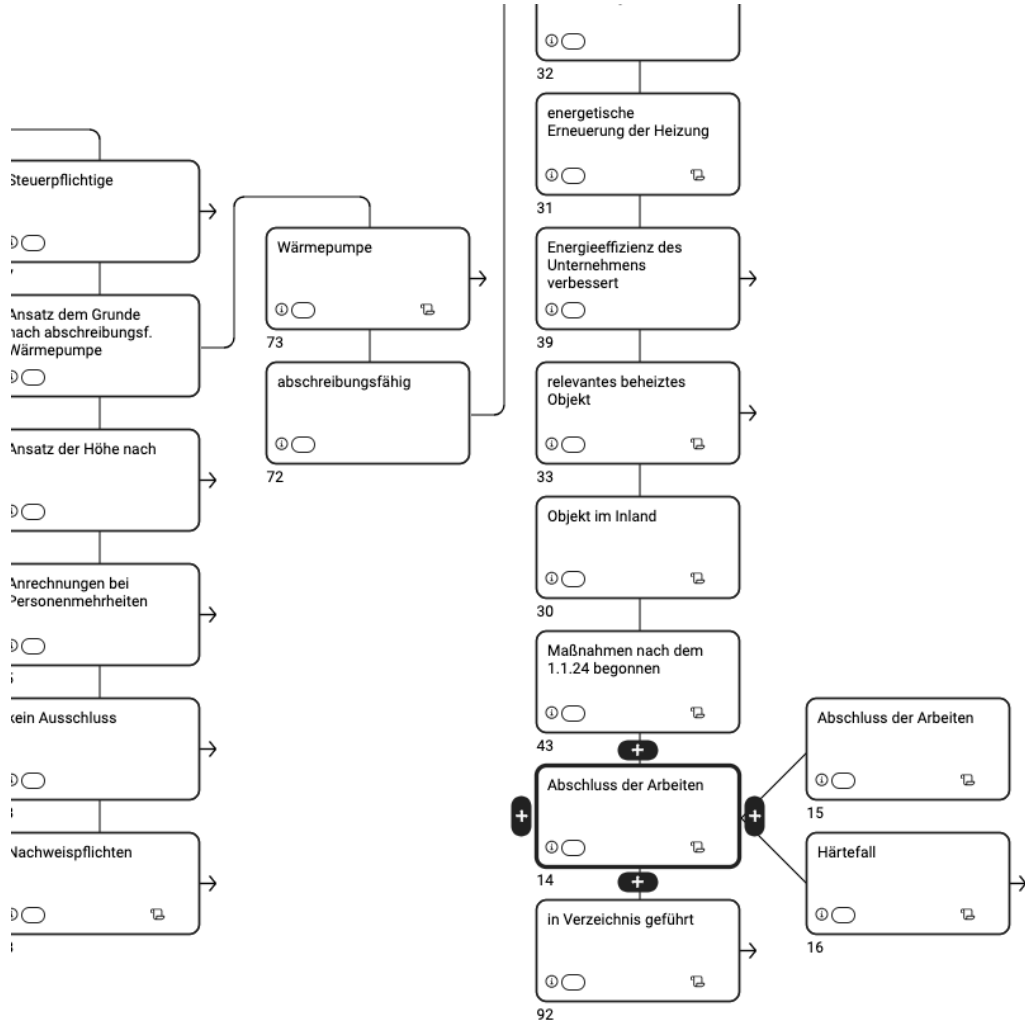 32
energetische
Erneuerung der Heizung
31
Steuerpflichtige
Ansatz dem Grunde
nach abschreibungsf.
Wärmepumpe
Ansatz der Höhe nach
Anrechnungen bei
Personenmehrheiten
kein Ausschluss
Nachweispflichten
Wärmepumpe
73
abschreibungsfähig
72
Energieeffizienz des
Unternehmens
verbessert
39
relevantes beheiztes
Objekt
33
Objekt im Inland
30
Maßnahmen nach dem
1.1.24 begonnen
43
Abschluss der Arbeiten
14
in Verzeichnis geführt
92
Abschluss der Arbeiten
15
Härtefall
16